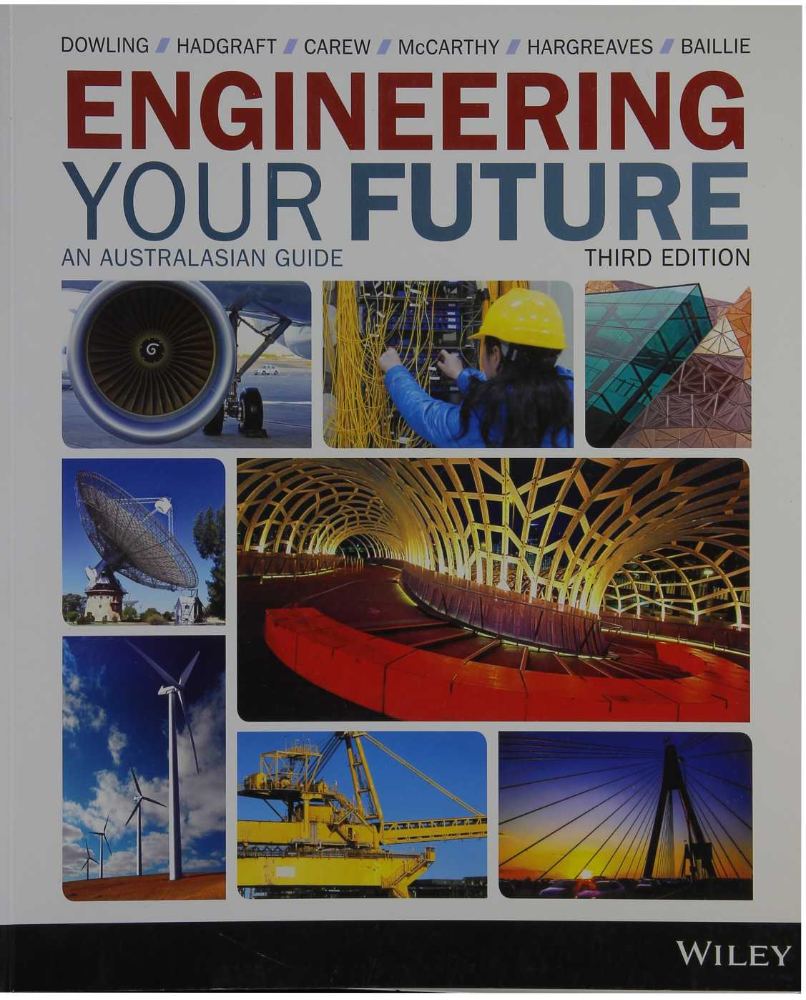 DOWLING / HADGRAFT / CAREW / McCARTHY / HARGREAVES / BAILLIE
ENGINEERING
YOUR FUTURE
AN AUSTRALASIAN GUIDE THIRD EDITION
WILEY